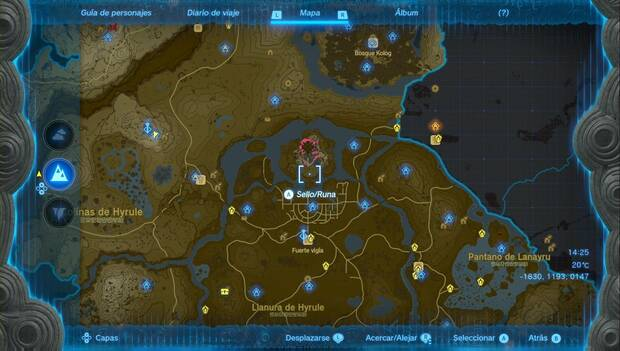 Guía de personajes
Diario de viaje
L
Mapa
R
Álbum
(?)
Bosque Kolog
A Sello/Runa
Colinas de Hyrule
Fuerte vigía
Pantano de Lanayru
14:25
20°C
-1630, 1193, 0147
Llanura de Hyrule
Capas
Desplazarse L
Acercar/Alejar R
Seleccionar A
Atrás B